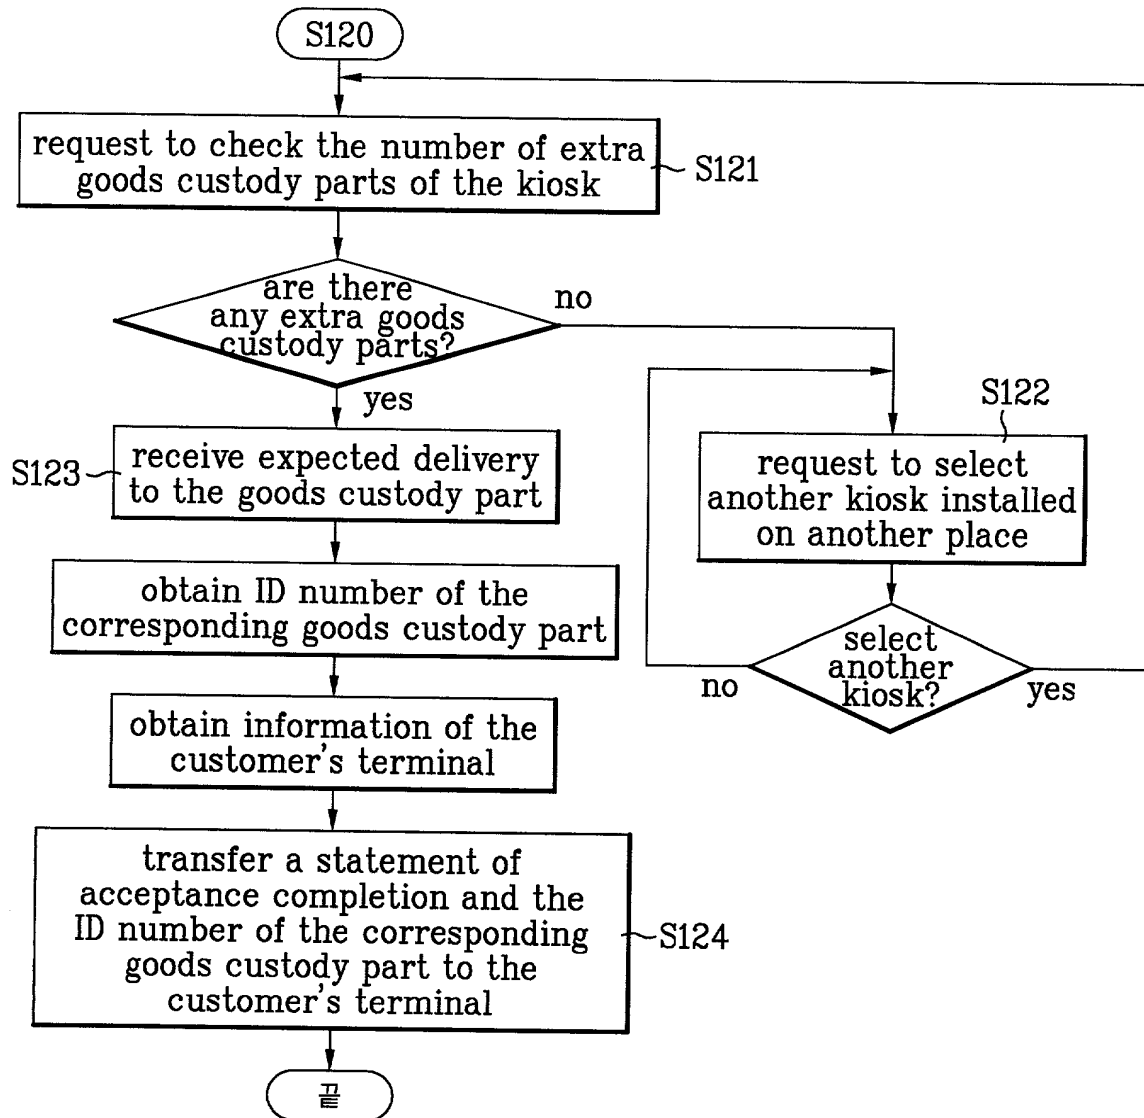 S120
request to check the number of extra
goods custody parts of the kiosk
S121
are there
any extra goods
custody parts?
no
yes
S122
request to select
another kiosk installed
on another place
select
another
kiosk?
no
yes
S123
receive expected delivery
to the goods custody part
obtain ID number of the
corresponding goods custody part
obtain information of the
customer's terminal
transfer a statement of
acceptance completion and the
ID number of the corresponding
goods custody part to the
customer's terminal
S124
끝